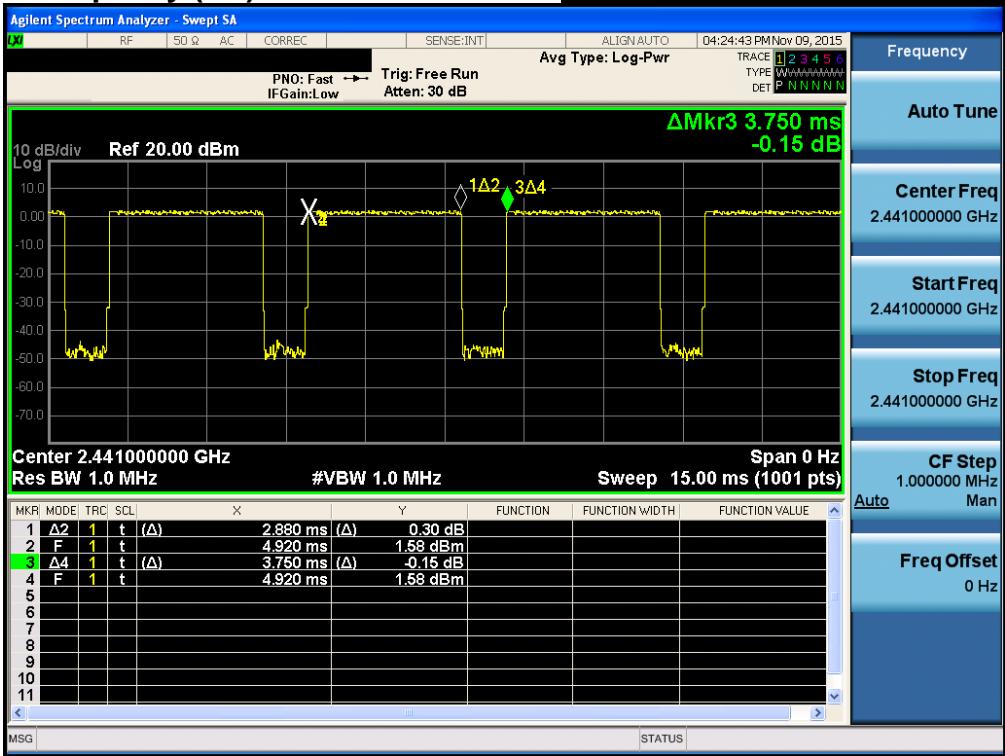 Agilent Spectrum Analyzer - Swept SA
LXI RF 50 Ω AC CORREC SENSE:INT ALIGN AUTO 04:24:43 PM Nov 09, 2015
Avg Type: Log-Pwr
TRACE 1 2 3 4 5 6
TYPE WWWWWWW
DET P N N N N N
PNO: Fast
IFGain:Low
Trig: Free Run
Atten: 30 dB
ΔMkr3 3.750 ms
-0.15 dB
10 dB/div Ref 20.00 dBm
Log
10.0
0.00
-10.0
-20.0
-30.0
-40.0
-50.0
-60.0
-70.0
1Δ2
3Δ4
Center 2.441000000 GHz Span 0 Hz
Res BW 1.0 MHz #VBW 1.0 MHz Sweep 15.00 ms (1001 pts)
MKR MODE TRC SCL X Y FUNCTION FUNCTION WIDTH FUNCTION VALUE
1 Δ2 1 t (Δ) 2.880 ms (Δ) 0.30 dB
2 F 1 t 4.920 ms 1.58 dBm
3 Δ4 1 t (Δ) 3.750 ms (Δ) -0.15 dB
4 F 1 t 4.920 ms 1.58 dBm
5
6
7
8
9
10
11
MSG STATUS
Frequency
Auto Tune
Center Freq
2.441000000 GHz
Start Freq
2.441000000 GHz
Stop Freq
2.441000000 GHz
CF Step
1.000000 MHz
Auto Man
Freq Offset
0 Hz